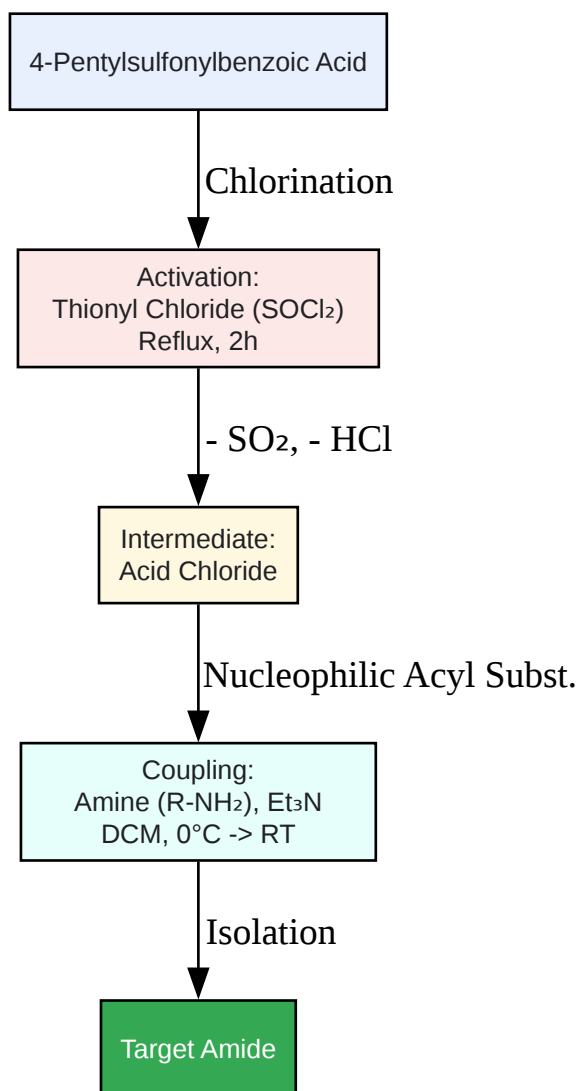 4-Pentylsulfonylbenzoic Acid
Chlorination
Activation:
Thionyl Chloride (SOCl₂)
Reflux, 2h
- SO₂, - HCl
Intermediate:
Acid Chloride
Nucleophilic Acyl Subst.
Coupling:
Amine (R-NH₂), Et₃N
DCM, 0°C -> RT
Isolation
Target Amide